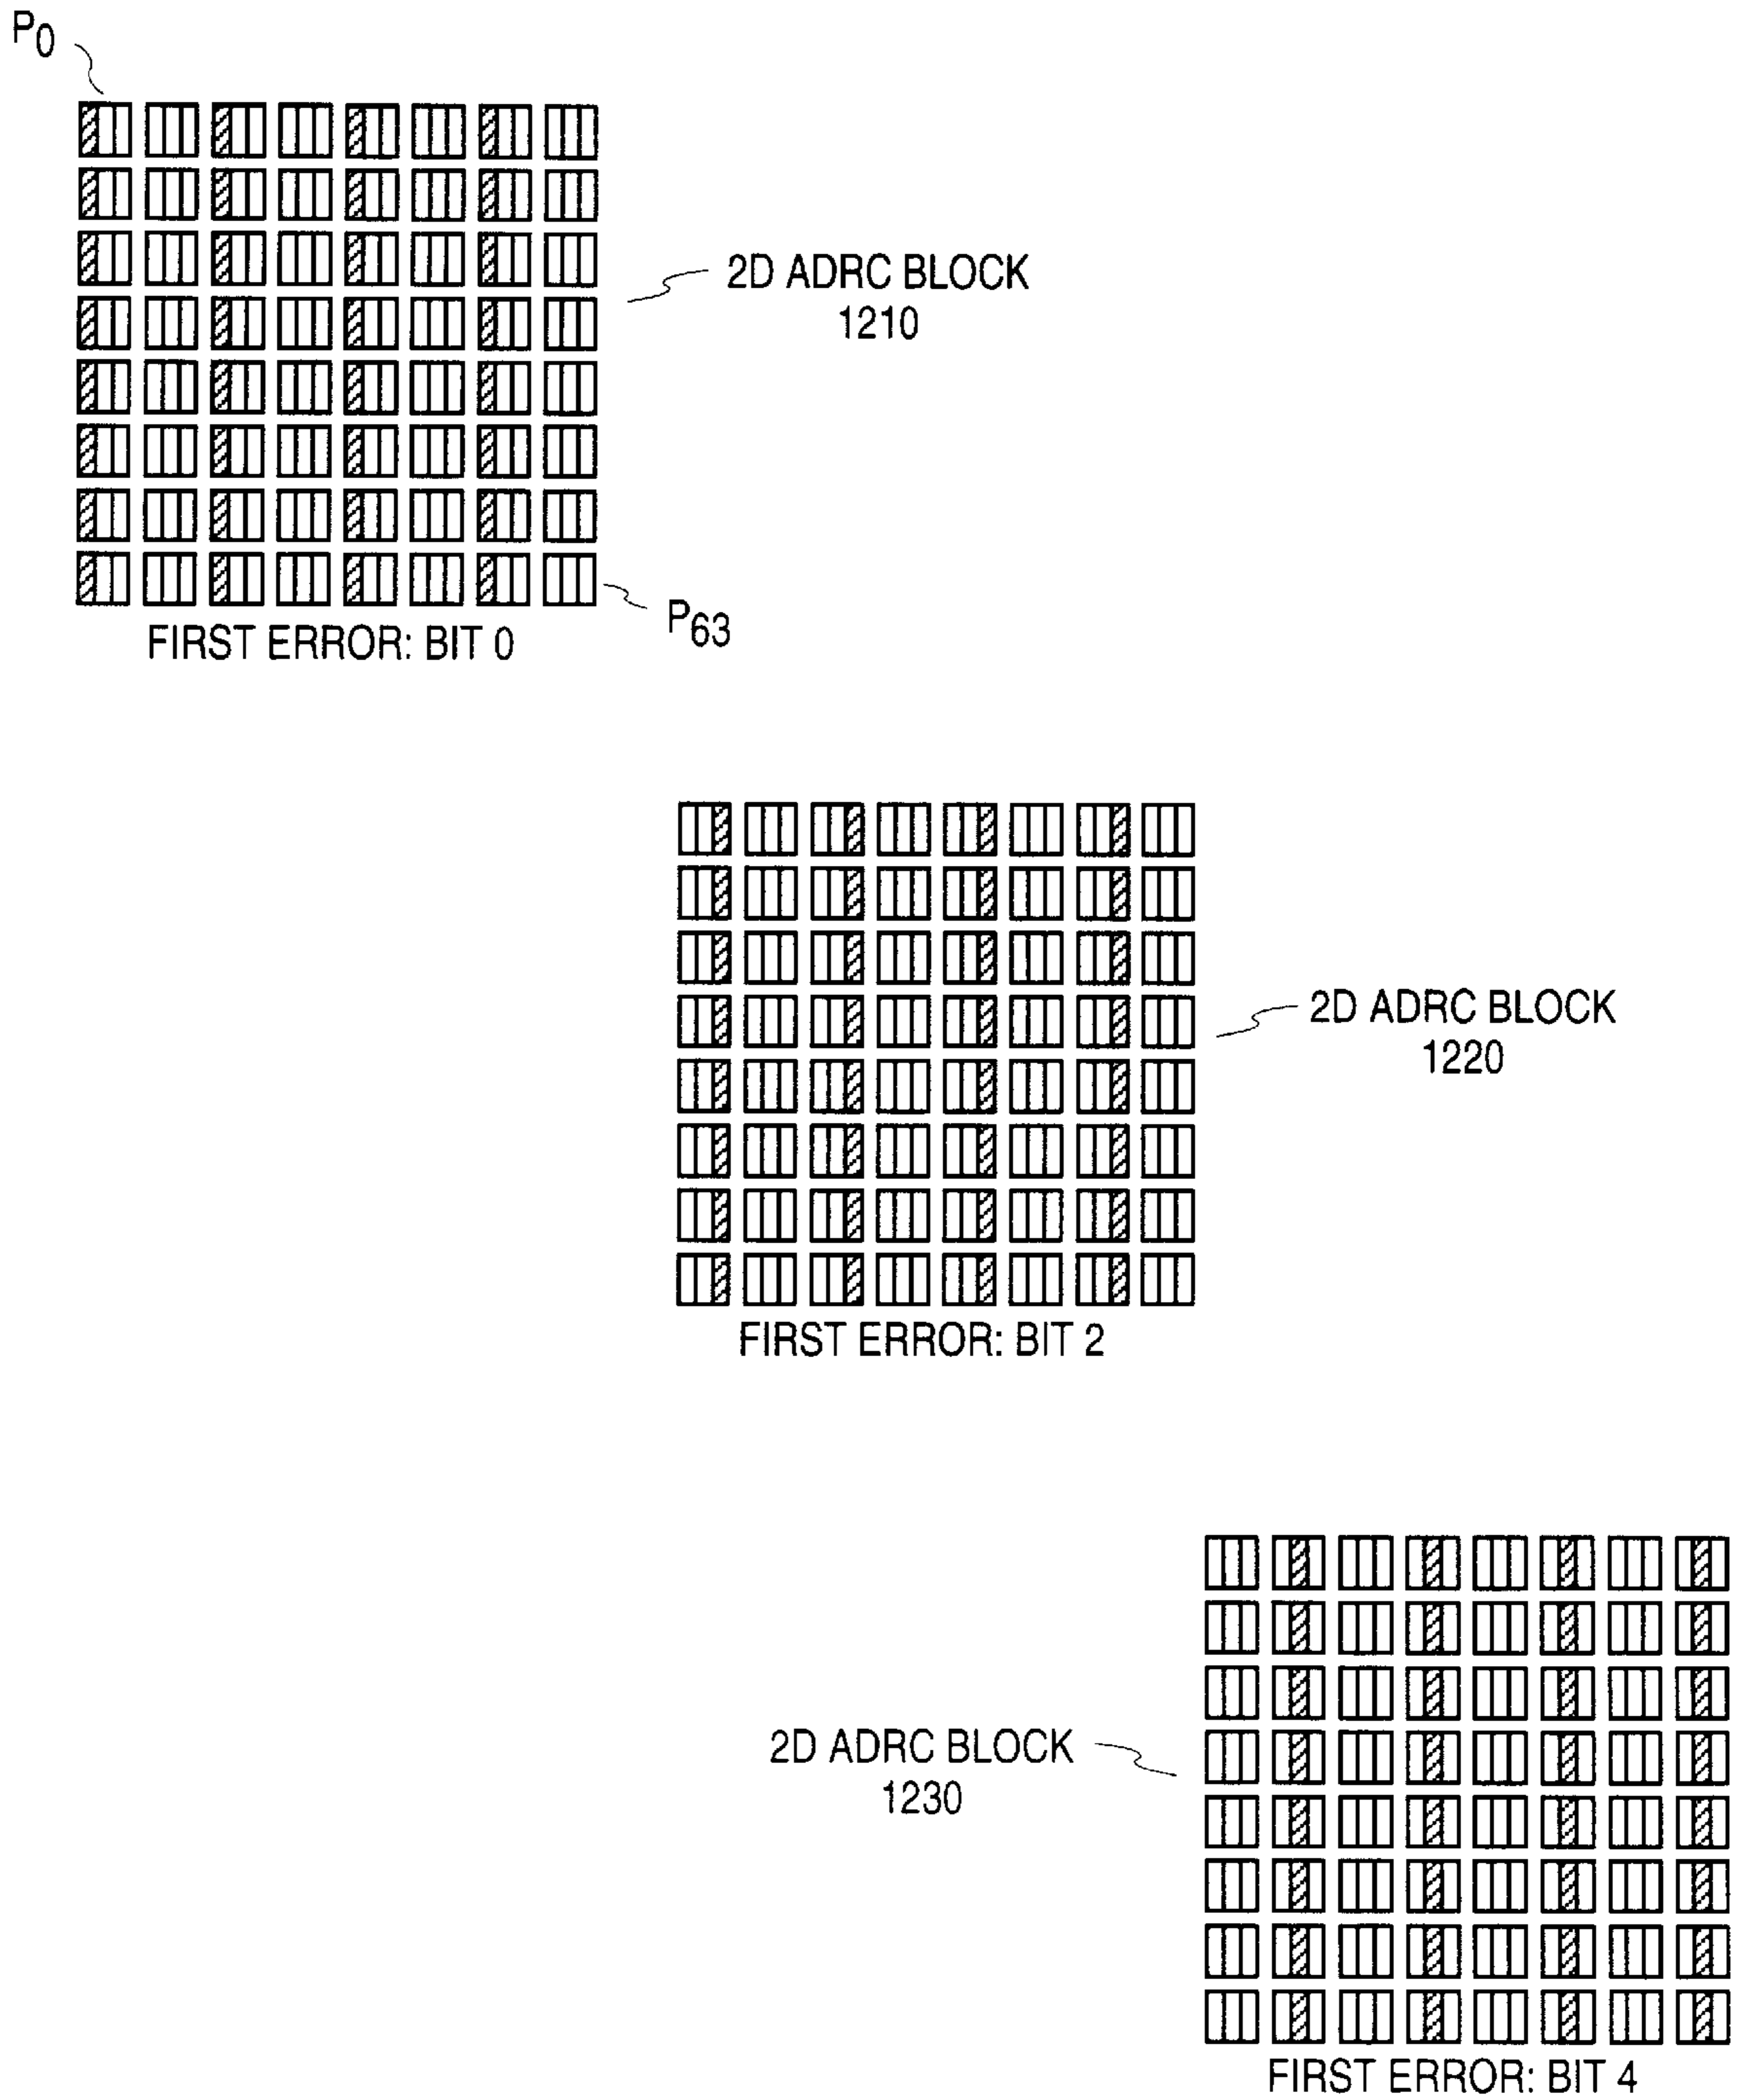 P0
2D ADRC BLOCK
1210
P63
FIRST ERROR: BIT 0
2D ADRC BLOCK
1220
FIRST ERROR: BIT 2
2D ADRC BLOCK
1230
FIRST ERROR: BIT 4